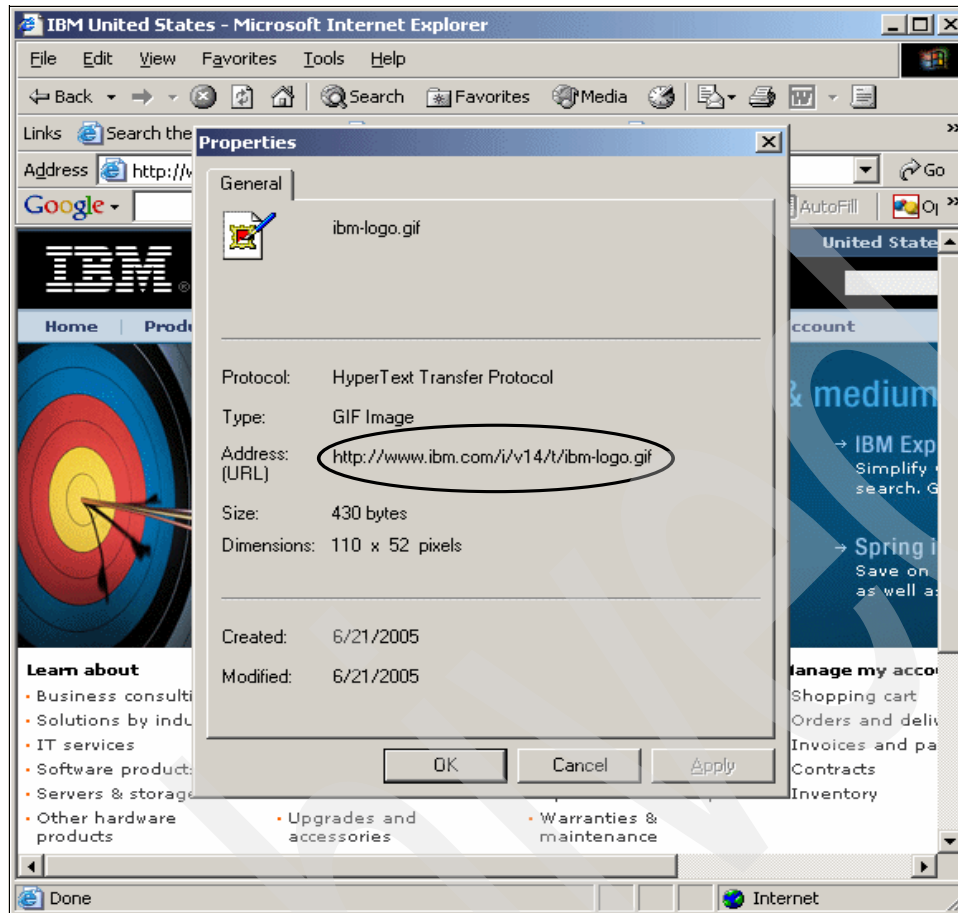 IBM United States - Microsoft Internet Explorer
File Edit View Favorites Tools Help
Back Search Favorites Media
Links Search the
Address http:// Go
Google AutoFill
Properties
General
ibm-logo.gif
IBM®
United State
Home Produ ccount
Protocol: HyperText Transfer Protocol
Type: GIF Image
Address: http://www.ibm.com/i/v14/t/ibm-logo.gif
(URL)
Size: 430 bytes
Dimensions: 110 x 52 pixels
Created: 6/21/2005
Modified: 6/21/2005
OK Cancel Apply
& medium
→ IBM Exp
Simplify
search. G
→ Spring i
Save on
as well a
Learn about
Business consulti
Solutions by indu
IT services
Software product
Servers & storage
Other hardware
products
Upgrades and
accessories
Warranties &
maintenance
anage my acco
Shopping cart
Orders and deliv
Invoices and pa
Contracts
Inventory
Done Internet